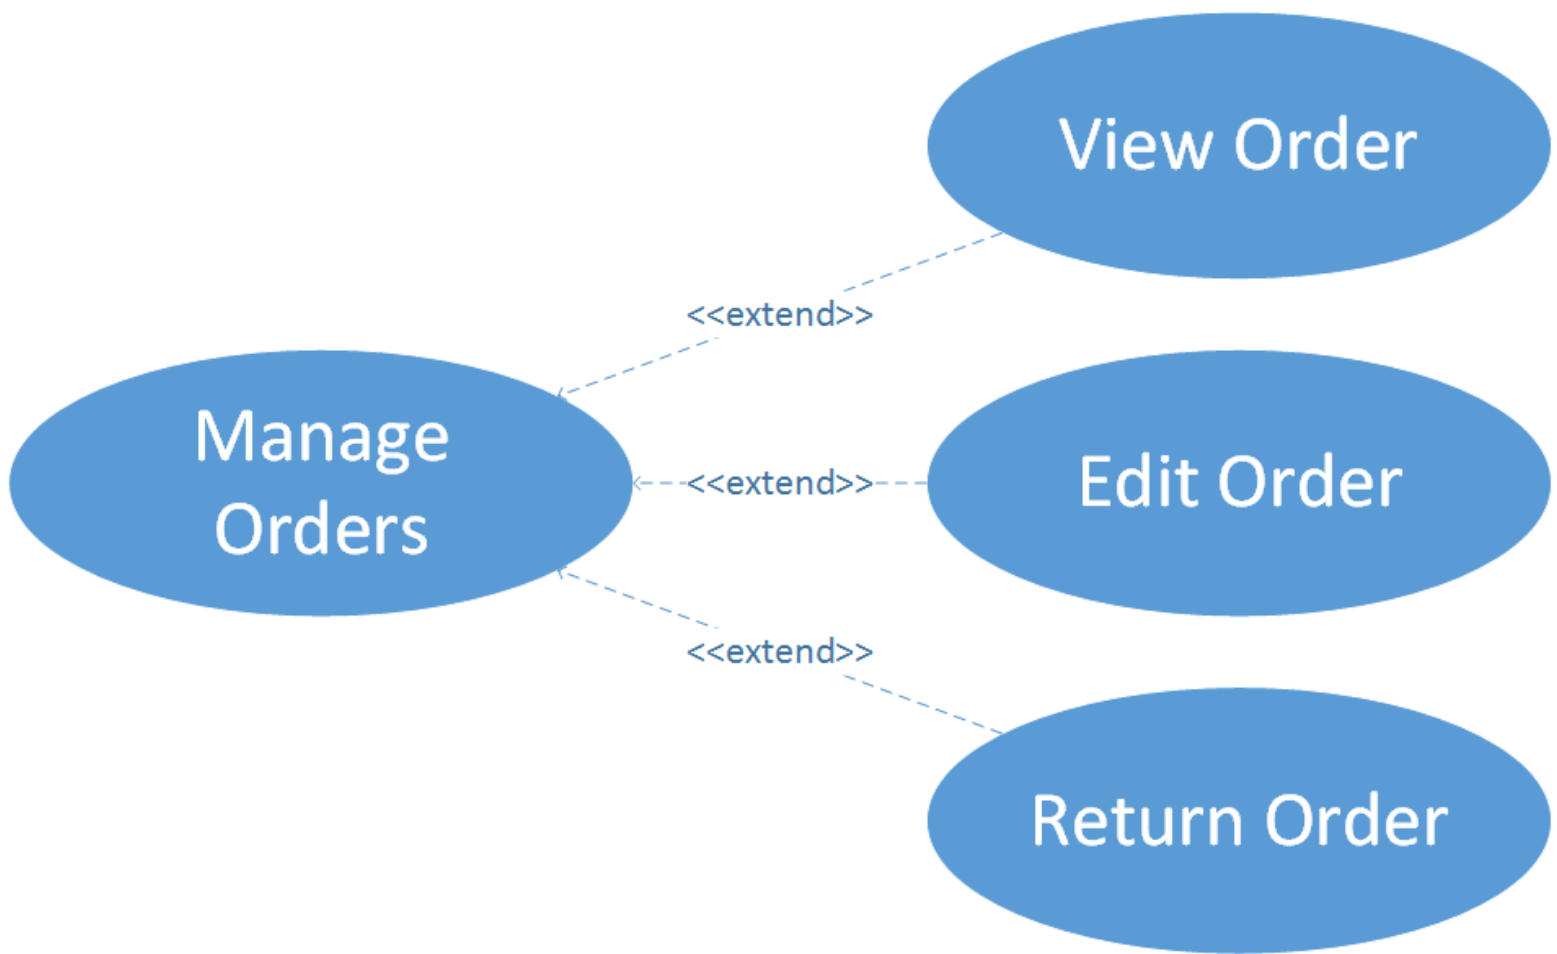 View Order
<<extend>>
Manage
Orders
<<extend>>
Edit Order
<<extend>>
Return Order